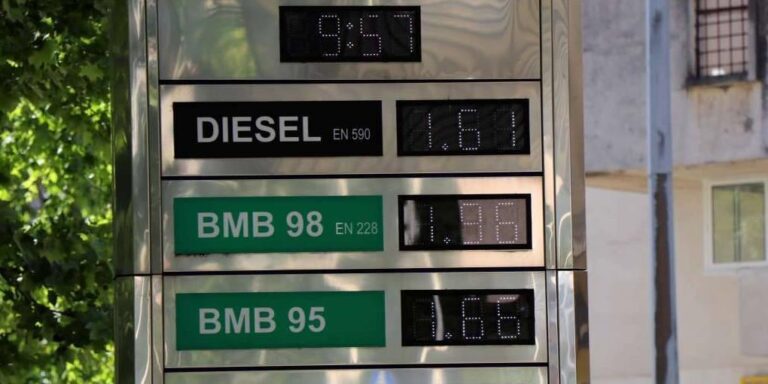 9:57
DIESEL EN 590 1.61
BMB 98 EN 228 1.96
BMB 95 1.66